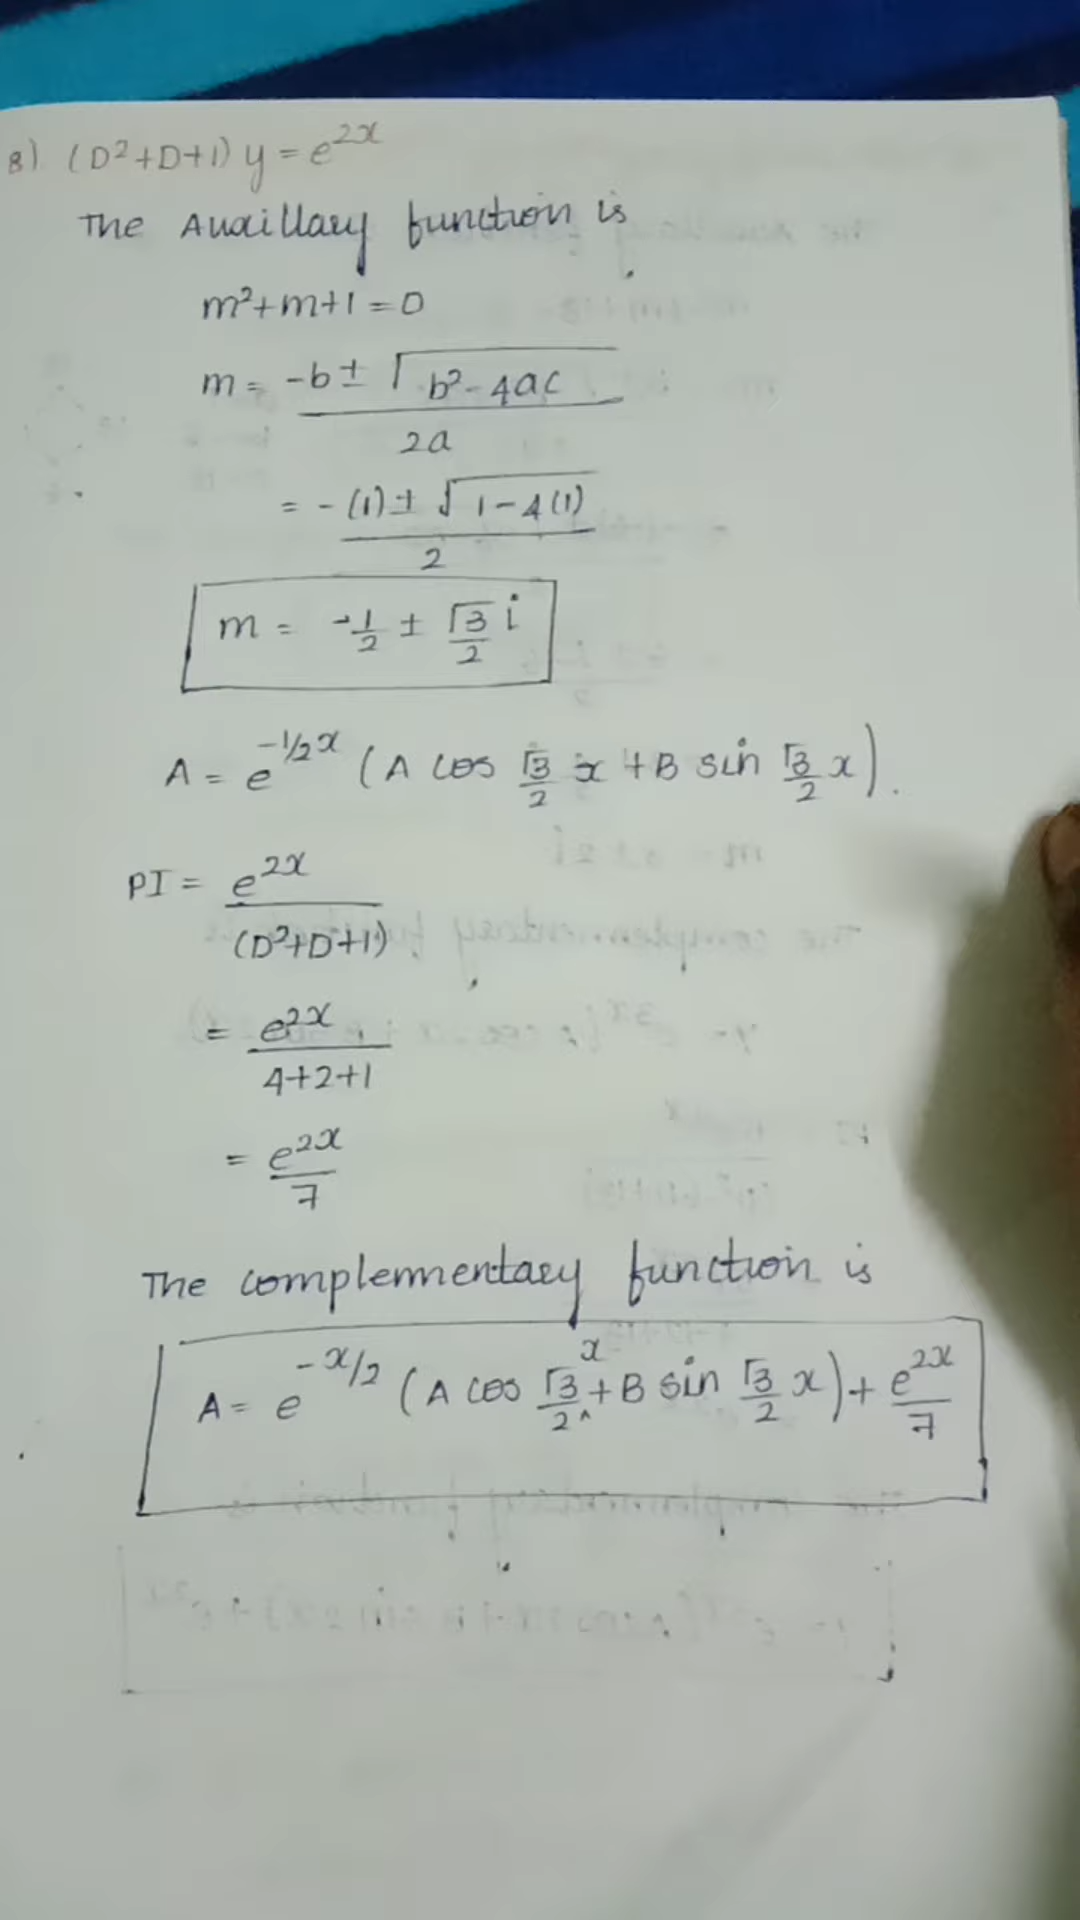 8) (D²+D+1) y = e^2x
The Auxillary function is
m²+m+1 = 0
m = -b ± √b²-4ac
2a
= -(1) ± √1-4(1)
2
m = -1/2 ± √3/2 i
A = e^-1/2x (A cos √3/2 x + B sin √3/2 x).
PI = e^2x
(D²+D+1)
= e^2x
4+2+1
= e^2x
7
The complementary function is
A = e^-x/2 (A cos √3/2 x + B sin √3/2 x) + e^2x/7